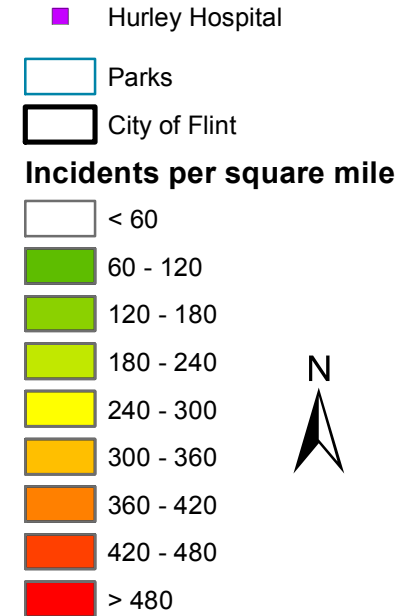 Hurley Hospital
Parks
City of Flint
Incidents per square mile
< 60
60 - 120
120 - 180
180 - 240
240 - 300
300 - 360
360 - 420
420 - 480
> 480
N